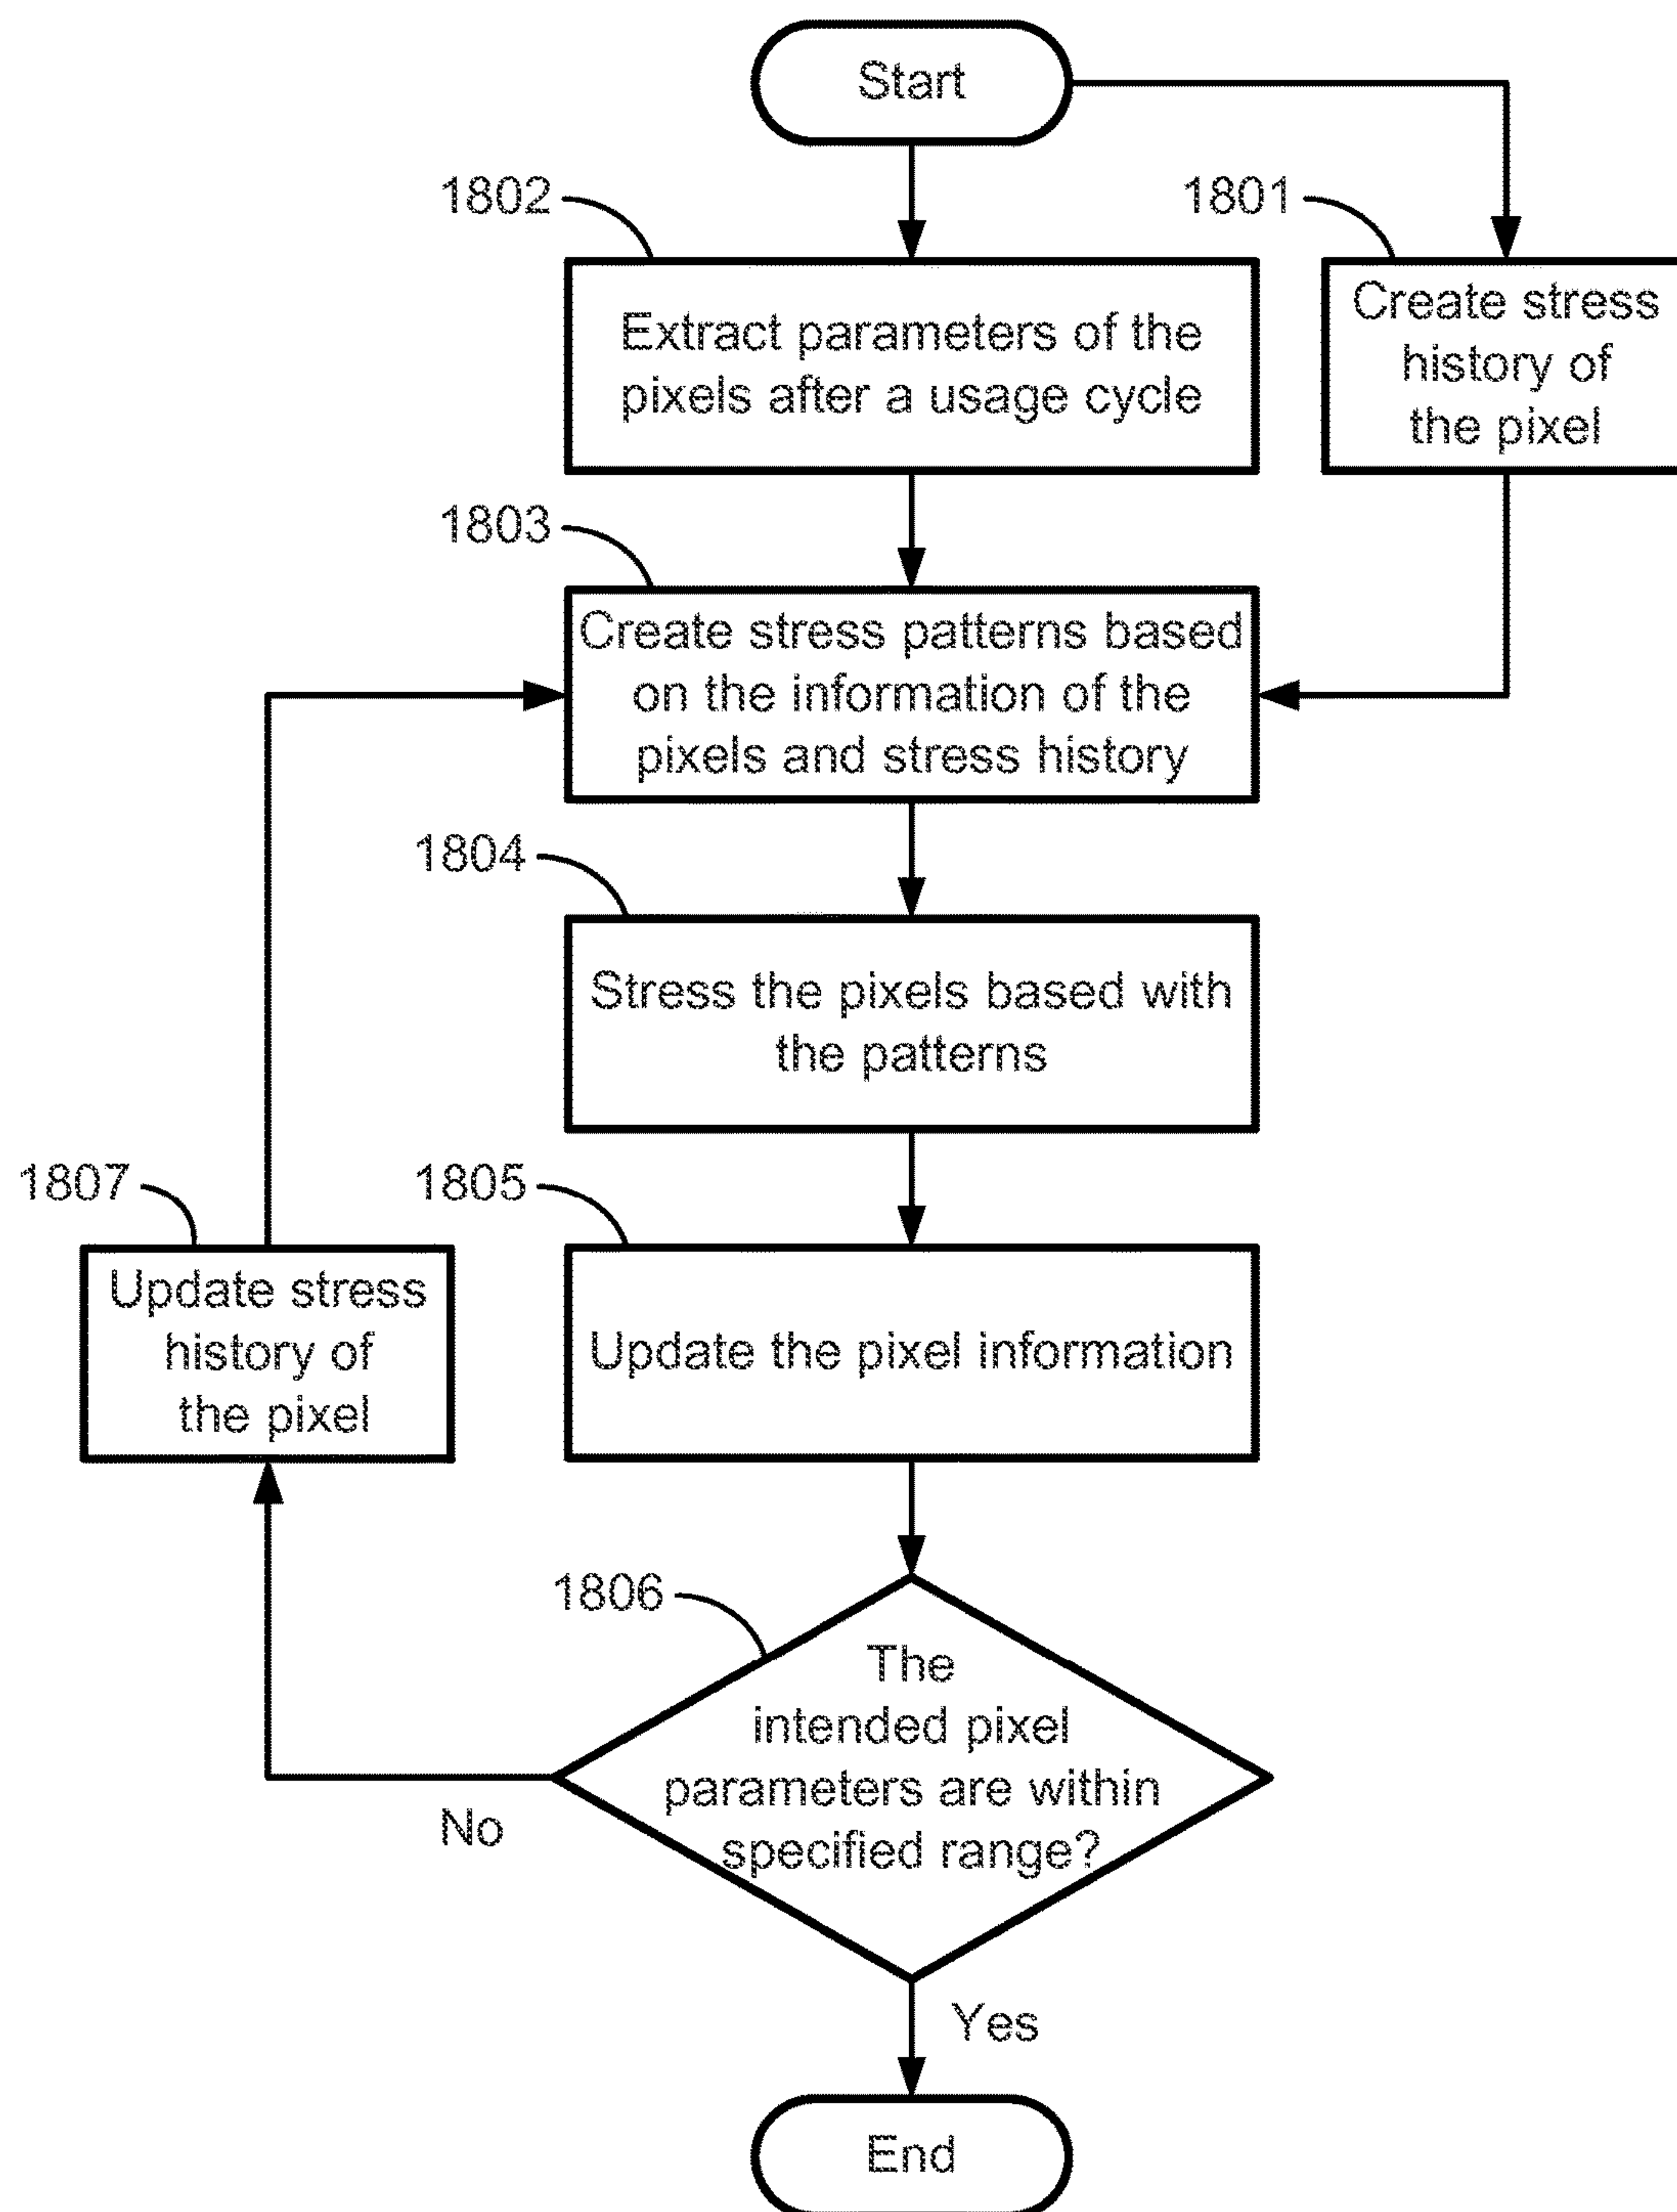 Start
1802
1801
Extract parameters of the
pixels after a usage cycle
Create stress
history of
the pixel
1803
Create stress patterns based
on the information of the
pixels and stress history
1804
Stress the pixels based with
the patterns
1807
1805
Update stress
history of
the pixel
Update the pixel information
1806
The
intended pixel
parameters are within
specified range?
No
Yes
End